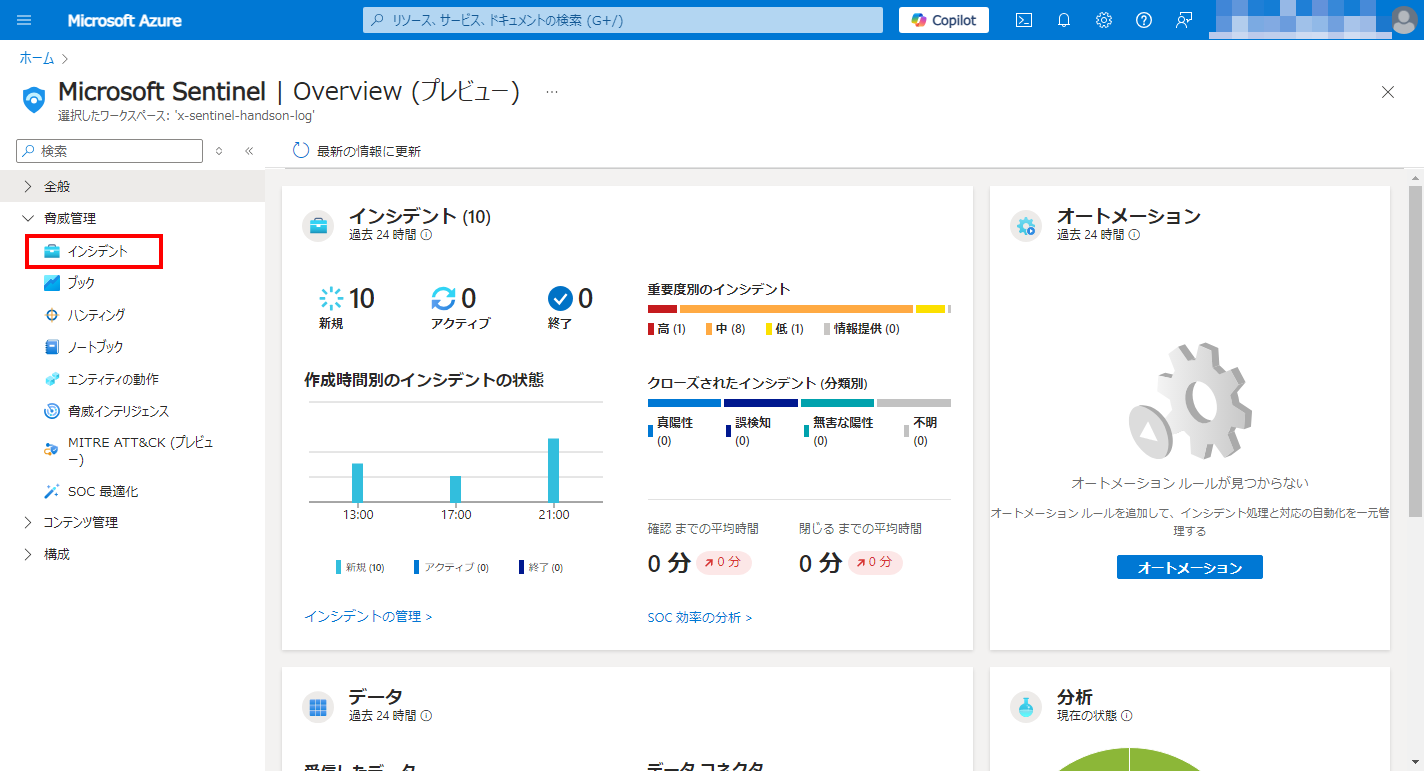 Microsoft Azure
リソース、サービス、ドキュメントの検索 (G+/)
Copilot
ホーム
Microsoft Sentinel | Overview (プレビュー)
選択したワークスペース: 'x-sentinel-handson-log'
検索
最新の情報に更新
全般
脅威管理
インシデント
ブック
ハンティング
ノートブック
エンティティの動作
脅威インテリジェンス
MITRE ATT&CK (プレビュ
ー)
SOC 最適化
コンテンツ管理
構成
インシデント (10)
過去 24 時間
10
新規
0
アクティブ
0
終了
作成時間別のインシデントの状態
13:00
17:00
21:00
新規 (10)
アクティブ (0)
終了 (0)
インシデントの管理 >
重要度別のインシデント
高 (1)
中 (8)
低 (1)
情報提供 (0)
クローズされたインシデント (分類別)
真陽性
(0)
誤検知
(0)
無害な陽性
(0)
不明
(0)
確認 までの平均時間
0 分
0 分
閉じる までの平均時間
0 分
0 分
SOC 効率の分析 >
オートメーション
過去 24 時間
オートメーション ルールが見つからない
オートメーション ルールを追加して、インシデント処理と対応の自動化を一元管
理する
オートメーション
データ
過去 24 時間
受信したデータ
データ コネクタ
分析
現在の状態